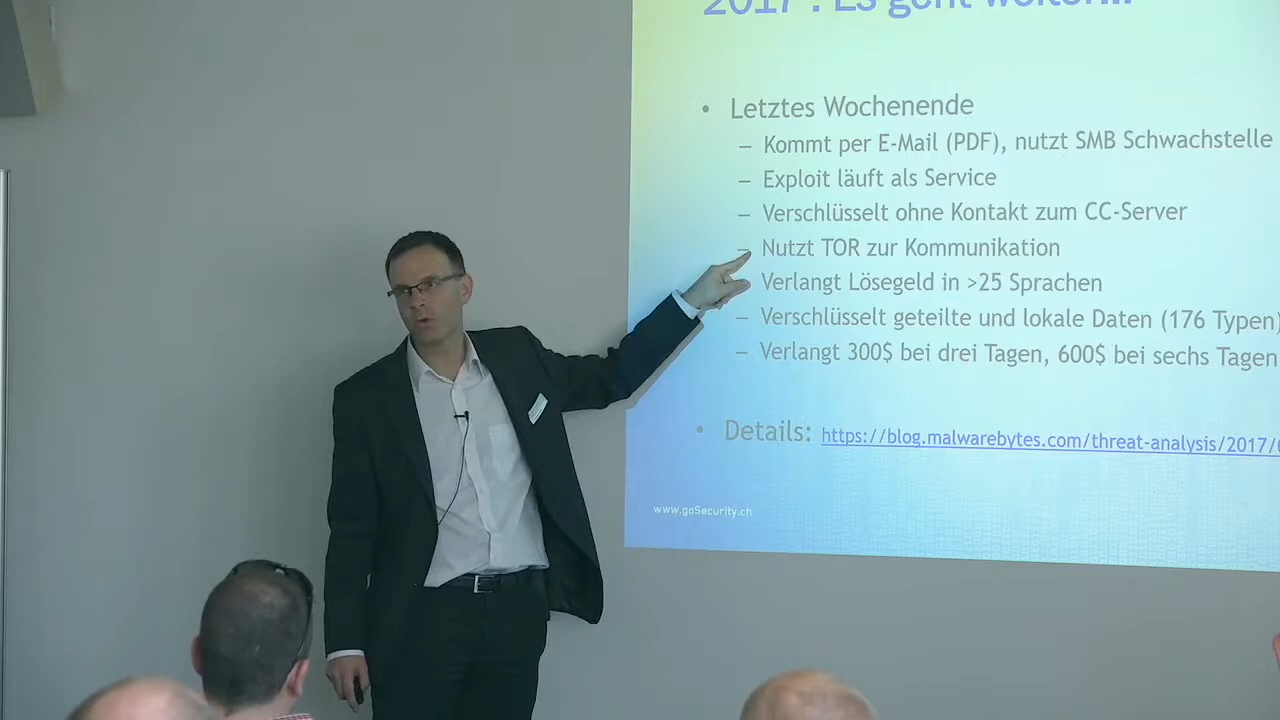 2017 : Es geht weiter...
• Letztes Wochenende
– Kommt per E-Mail (PDF), nutzt SMB Schwachstelle
– Exploit läuft als Service
– Verschlüsselt ohne Kontakt zum CC-Server
– Nutzt TOR zur Kommunikation
Verlangt Lösegeld in >25 Sprachen
– Verschlüsselt geteilte und lokale Daten (176 Typen)
– Verlangt 300$ bei drei Tagen, 600$ bei sechs Tagen
• Details: https://blog.malwarebytes.com/threat-analysis/2017/
www.goSecurity.ch